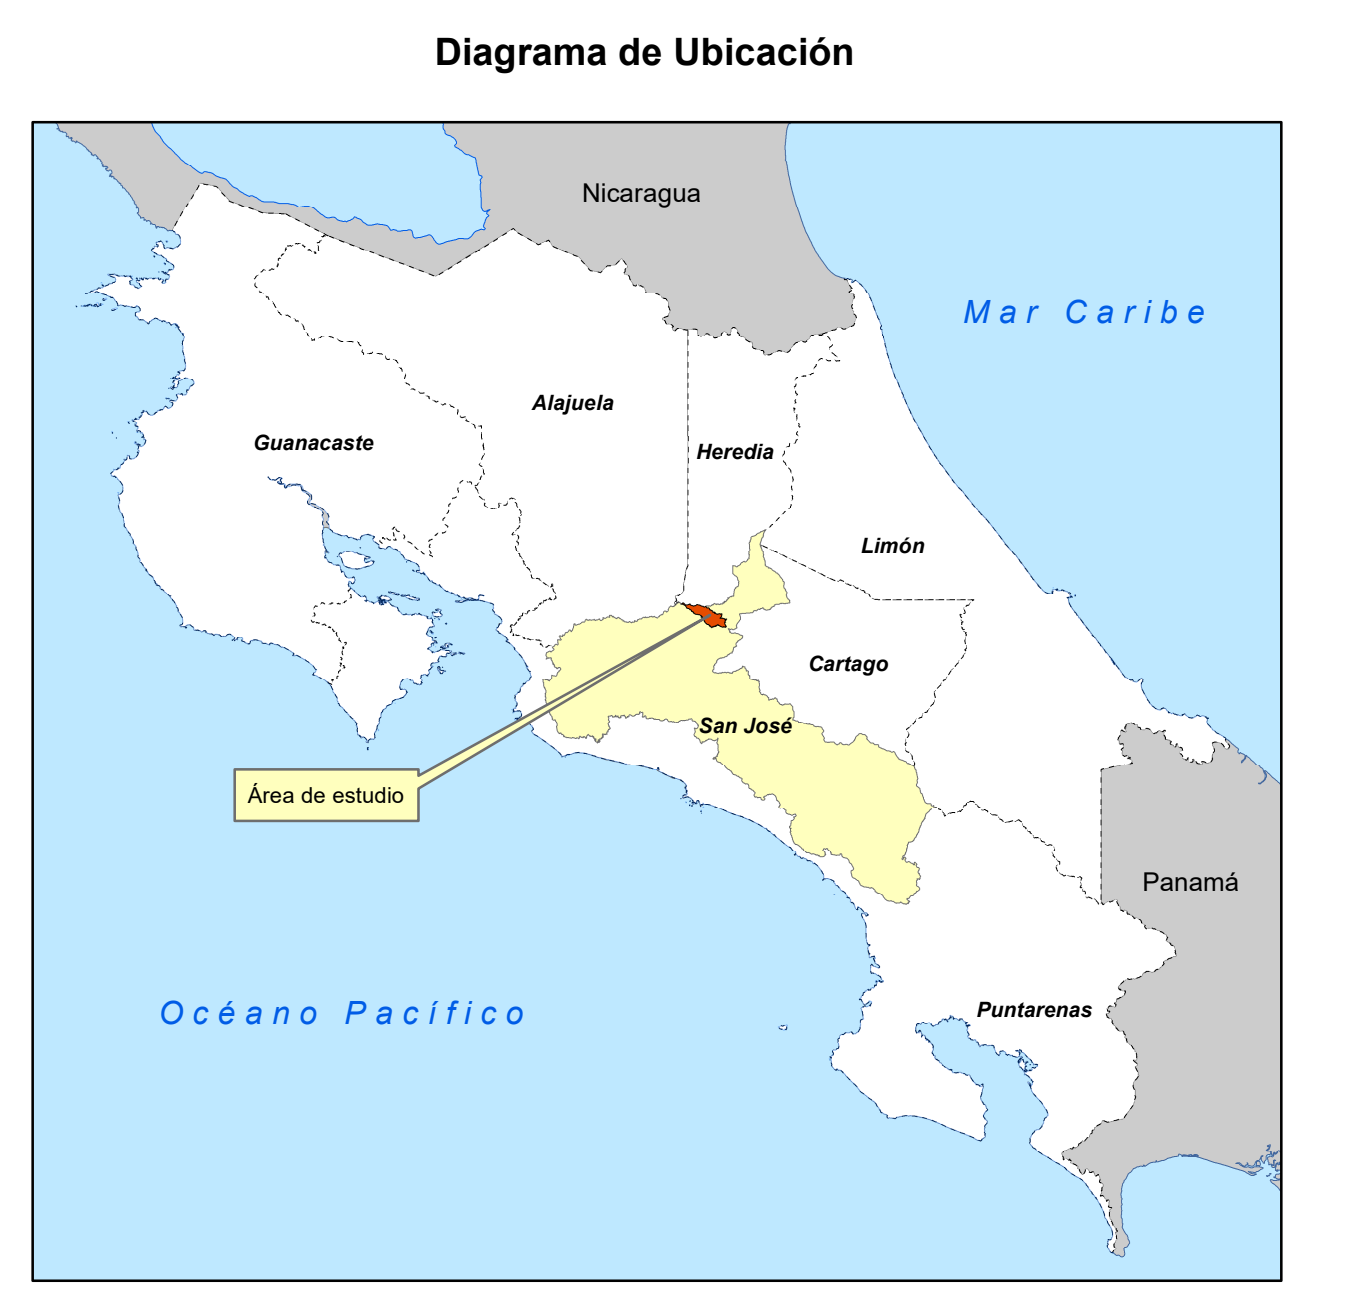 Diagrama de Ubicación
Nicaragua
Mar Caribe
Alajuela
Guanacaste
Heredia
Limón
Cartago
San José
Área de estudio
Panamá
Océano Pacífico
Puntarenas